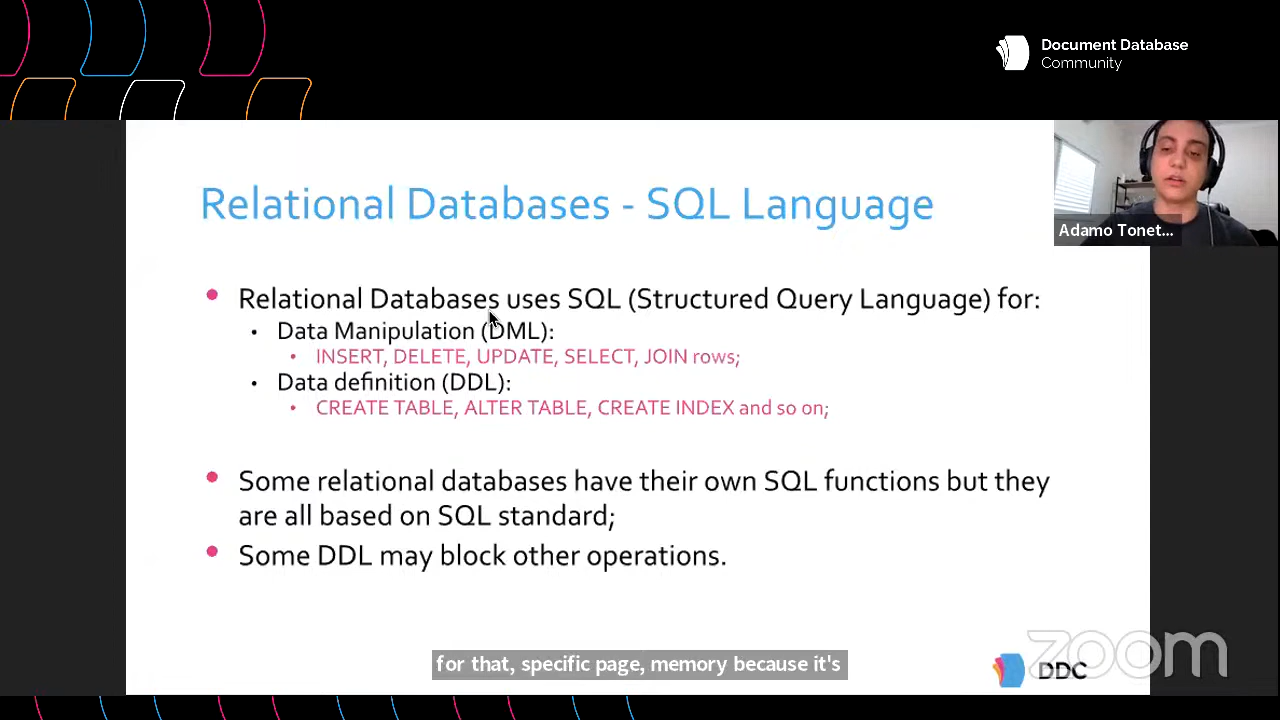 Document Database
Community
Relational Databases - SQL Language
Adamo Tonet...
• Relational Databases uses SQL (Structured Query Language) for:
• Data Manipulation (DML):
• INSERT, DELETE, UPDATE, SELECT, JOIN rows;
• Data definition (DDL):
• CREATE TABLE, ALTER TABLE, CREATE INDEX and so on;
• Some relational databases have their own SQL functions but they
are all based on SQL standard;
• Some DDL may block other operations.
for that, specific page, memory because it's
zoom
DDC